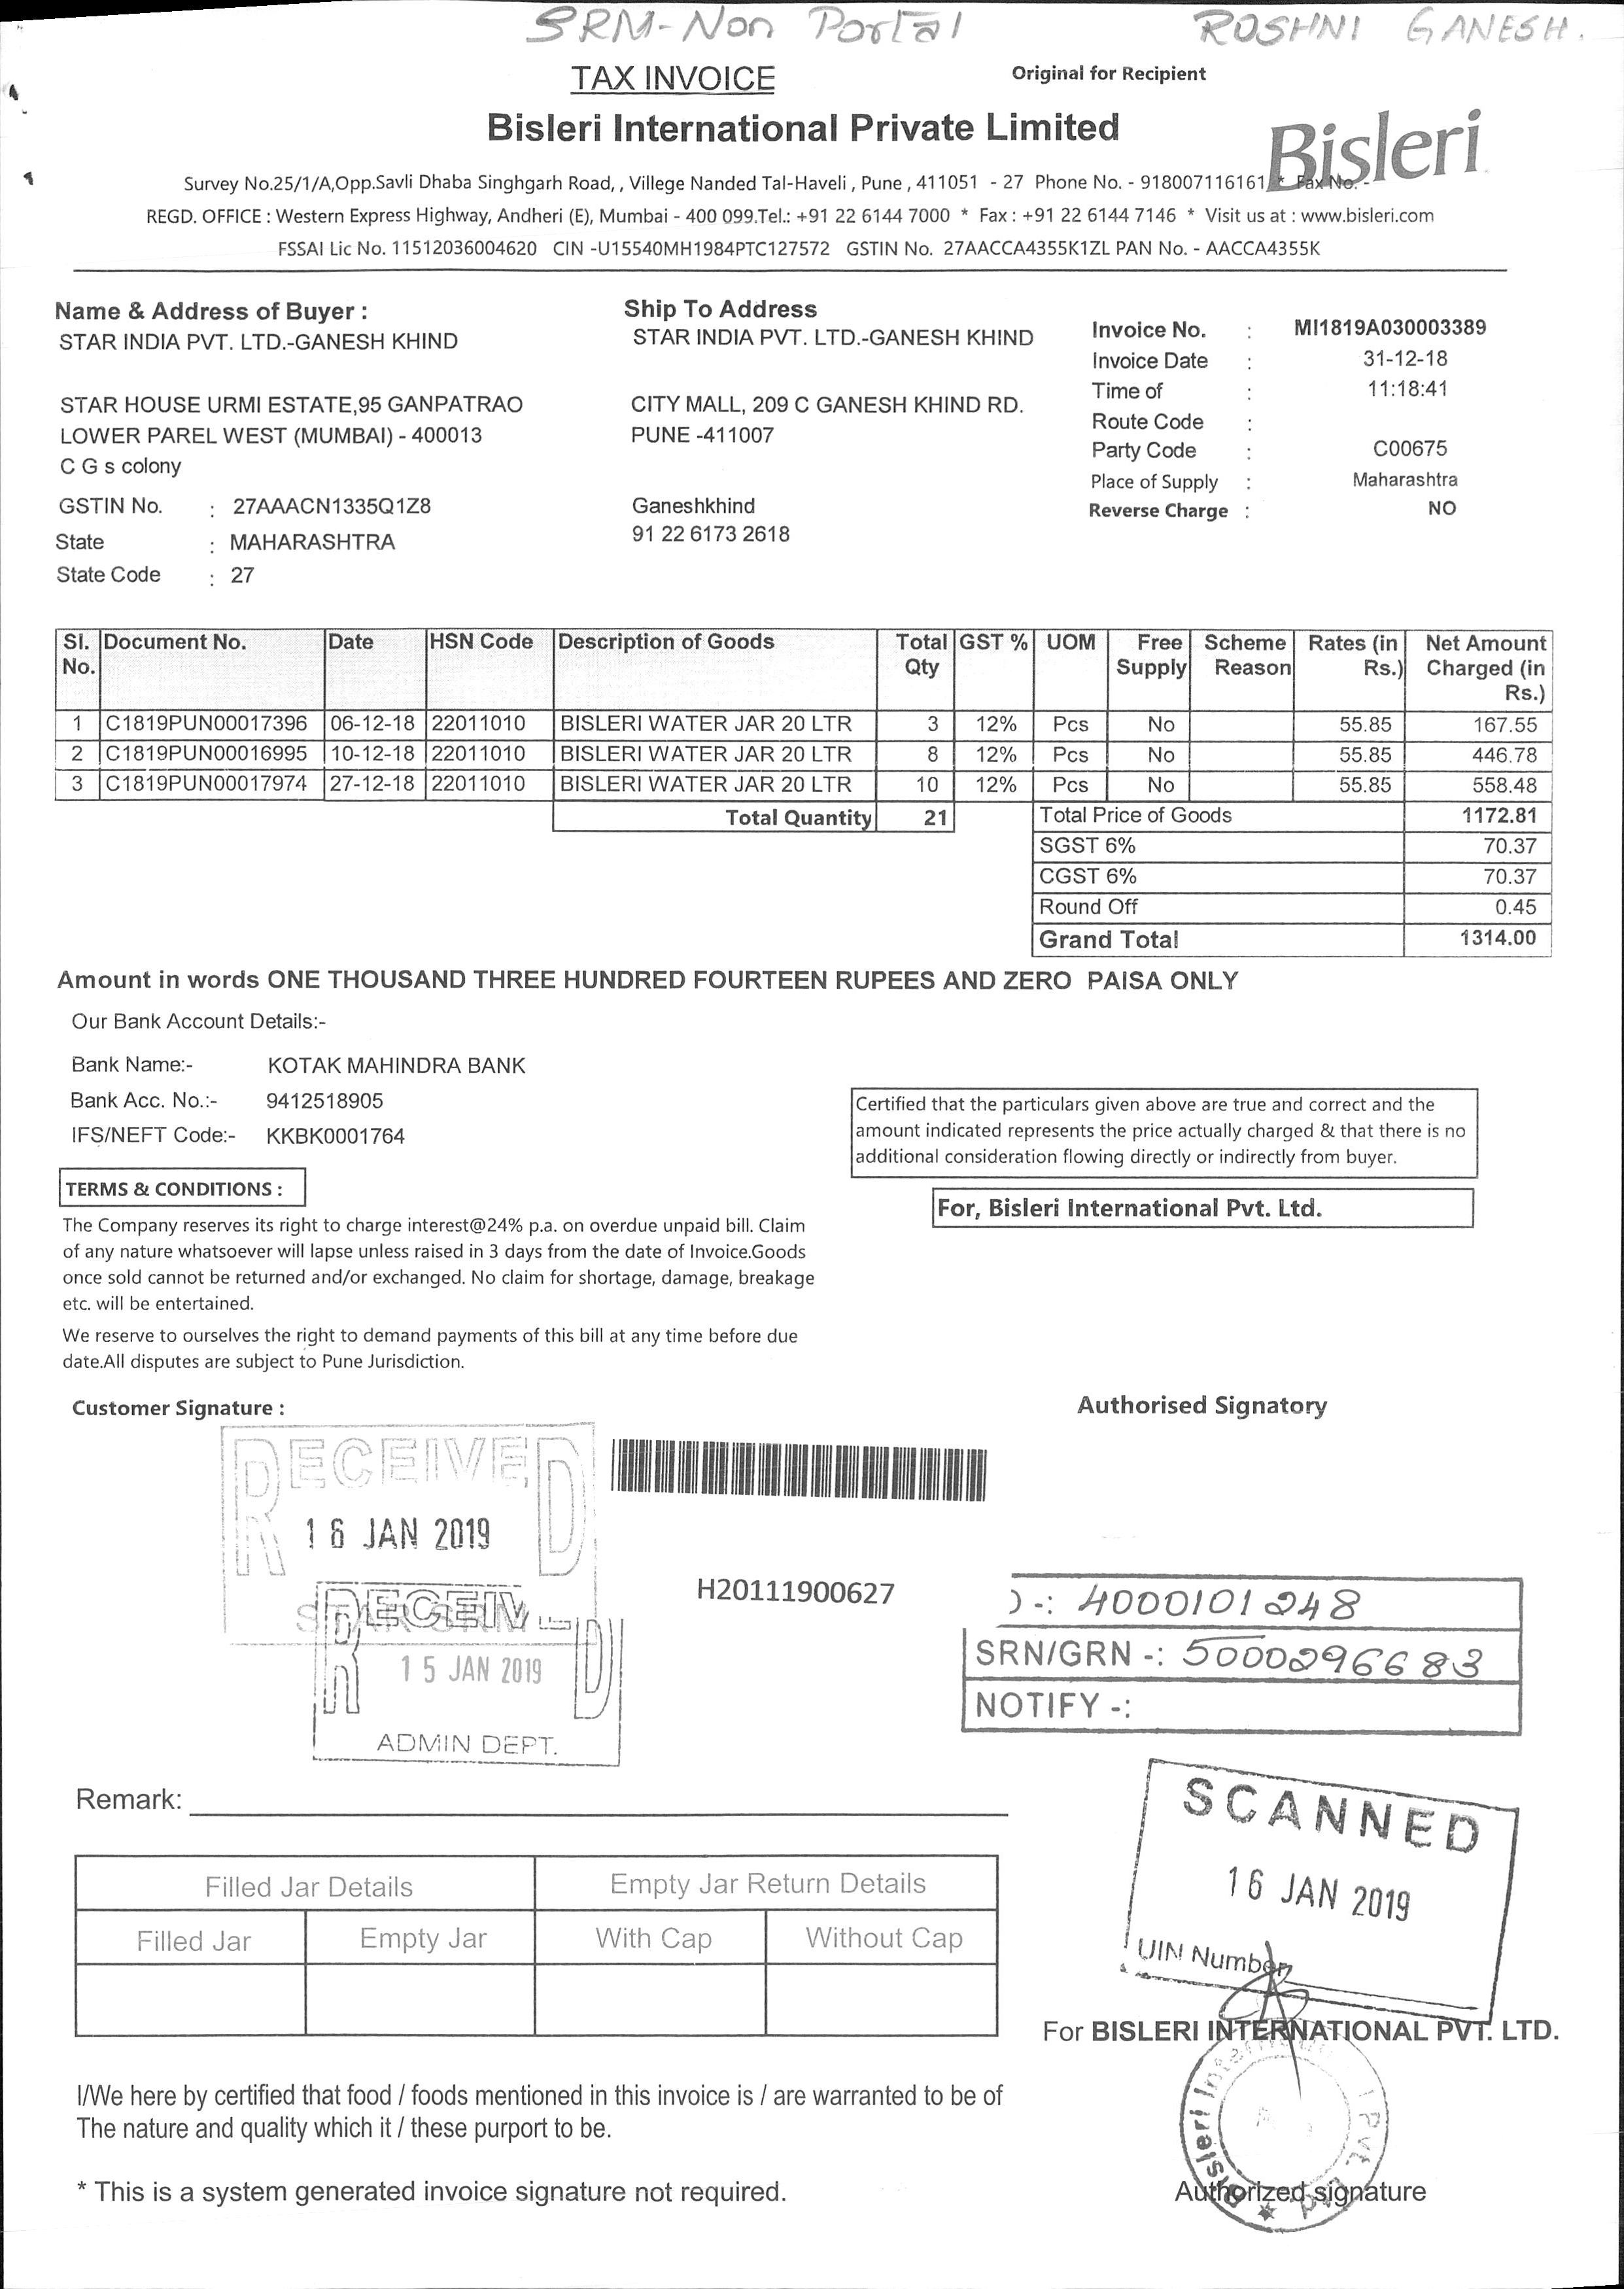 SRM-Non Portal
ROSHNI GANESH.
TAX INVOICE
Original for Recipient
Bisleri International Private Limited
Bisleri
Survey No.25/1/A,Opp.Savli Dhaba Singhgarh Road, , Villege Nanded Tal-Haveli , Pune , 411051 - 27 Phone No. - 918007116161 * Fax No. -
REGD. OFFICE : Western Express Highway, Andheri (E), Mumbai - 400 099.Tel.: +91 22 6144 7000 * Fax : +91 22 6144 7146 * Visit us at : www.bisleri.com
FSSAI Lic No. 11512036004620 CIN -U15540MH1984PTC127572 GSTIN No. 27AACCA4355K1ZL PAN No. - AACCA4355K
Name & Address of Buyer :
STAR INDIA PVT. LTD.-GANESH KHIND
STAR HOUSE URMI ESTATE,95 GANPATRAO
LOWER PAREL WEST (MUMBAI) - 400013
C G s colony
GSTIN No. : 27AAACN1335Q1Z8
State : MAHARASHTRA
State Code : 27
Ship To Address
STAR INDIA PVT. LTD.-GANESH KHIND
CITY MALL, 209 C GANESH KHIND RD.
PUNE -411007
Ganeshkhind
91 22 6173 2618
Invoice No. : MI1819A030003389
Invoice Date : 31-12-18
Time of : 11:18:41
Route Code :
Party Code : C00675
Place of Supply : Maharashtra
Reverse Charge : NO
Sl. No. Document No. Date HSN Code Description of Goods Total Qty GST % UOM Free Supply Scheme Reason Rates (in Rs.) Net Amount Charged (in Rs.)
1 C1819PUN00017396 06-12-18 22011010 BISLERI WATER JAR 20 LTR 3 12% Pcs No 55.85 167.55
2 C1819PUN00016995 10-12-18 22011010 BISLERI WATER JAR 20 LTR 8 12% Pcs No 55.85 446.78
3 C1819PUN00017974 27-12-18 22011010 BISLERI WATER JAR 20 LTR 10 12% Pcs No 55.85 558.48
Total Quantity 21 Total Price of Goods 1172.81
SGST 6% 70.37
CGST 6% 70.37
Round Off 0.45
Grand Total 1314.00
Amount in words ONE THOUSAND THREE HUNDRED FOURTEEN RUPEES AND ZERO PAISA ONLY
Our Bank Account Details:-
Bank Name:- KOTAK MAHINDRA BANK
Bank Acc. No.:- 9412518905
IFS/NEFT Code:- KKBK0001764
Certified that the particulars given above are true and correct and the
amount indicated represents the price actually charged & that there is no
additional consideration flowing directly or indirectly from buyer.
For, Bisleri International Pvt. Ltd.
TERMS & CONDITIONS :
The Company reserves its right to charge interest@24% p.a. on overdue unpaid bill. Claim
of any nature whatsoever will lapse unless raised in 3 days from the date of Invoice.Goods
once sold cannot be returned and/or exchanged. No claim for shortage, damage, breakage
etc. will be entertained.
We reserve to ourselves the right to demand payments of this bill at any time before due
date.All disputes are subject to Pune Jurisdiction.
Customer Signature :
Authorised Signatory
RECEIVED
16 JAN 2019
RECEIVED
15 JAN 2019
ADMIN DEPT.
H20111900627
) -: 4000101248
SRN/GRN -: 5000296683
NOTIFY -:
Remark:
SCANNED
16 JAN 2019
UIN Number
Filled Jar Details Empty Jar Return Details
Filled Jar Empty Jar With Cap Without Cap
For BISLERI INTERNATIONAL PVT. LTD.
Bisleri International Pvt. Ltd
I/We here by certified that food / foods mentioned in this invoice is / are warranted to be of
The nature and quality which it / these purport to be.
* This is a system generated invoice signature not required.
Authorized signature